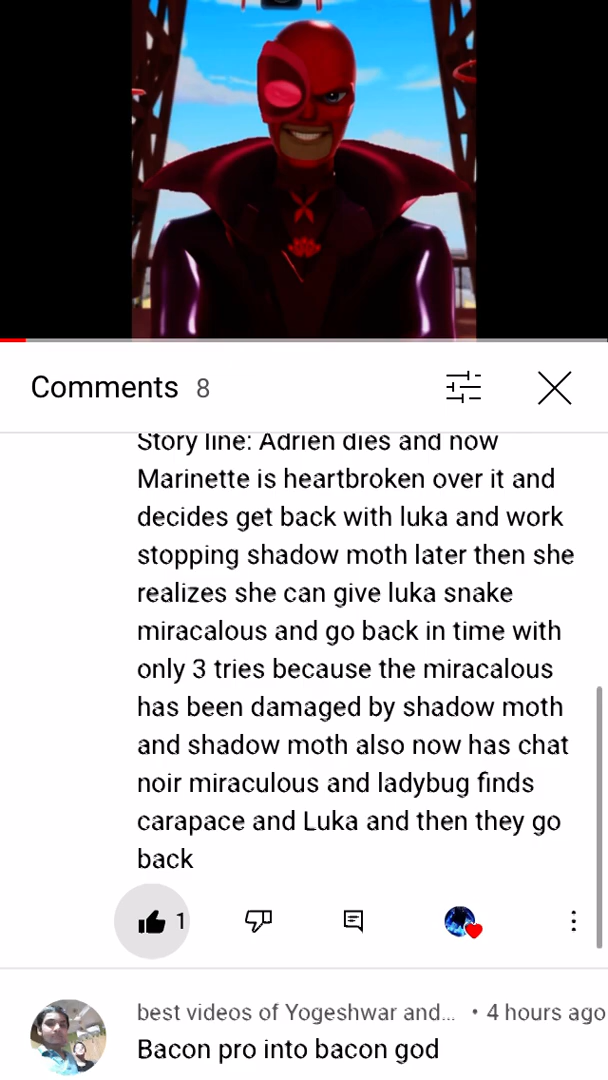 Comments 8
Story line: Adrien dies and now
Marinette is heartbroken over it and
decides get back with luka and work
stopping shadow moth later then she
realizes she can give luka snake
miracalous and go back in time with
only 3 tries because the miracalous
has been damaged by shadow moth
and shadow moth also now has chat
noir miraculous and ladybug finds
carapace and Luka and then they go
back
1
best videos of Yogeshwar and... • 4 hours ago
Bacon pro into bacon god